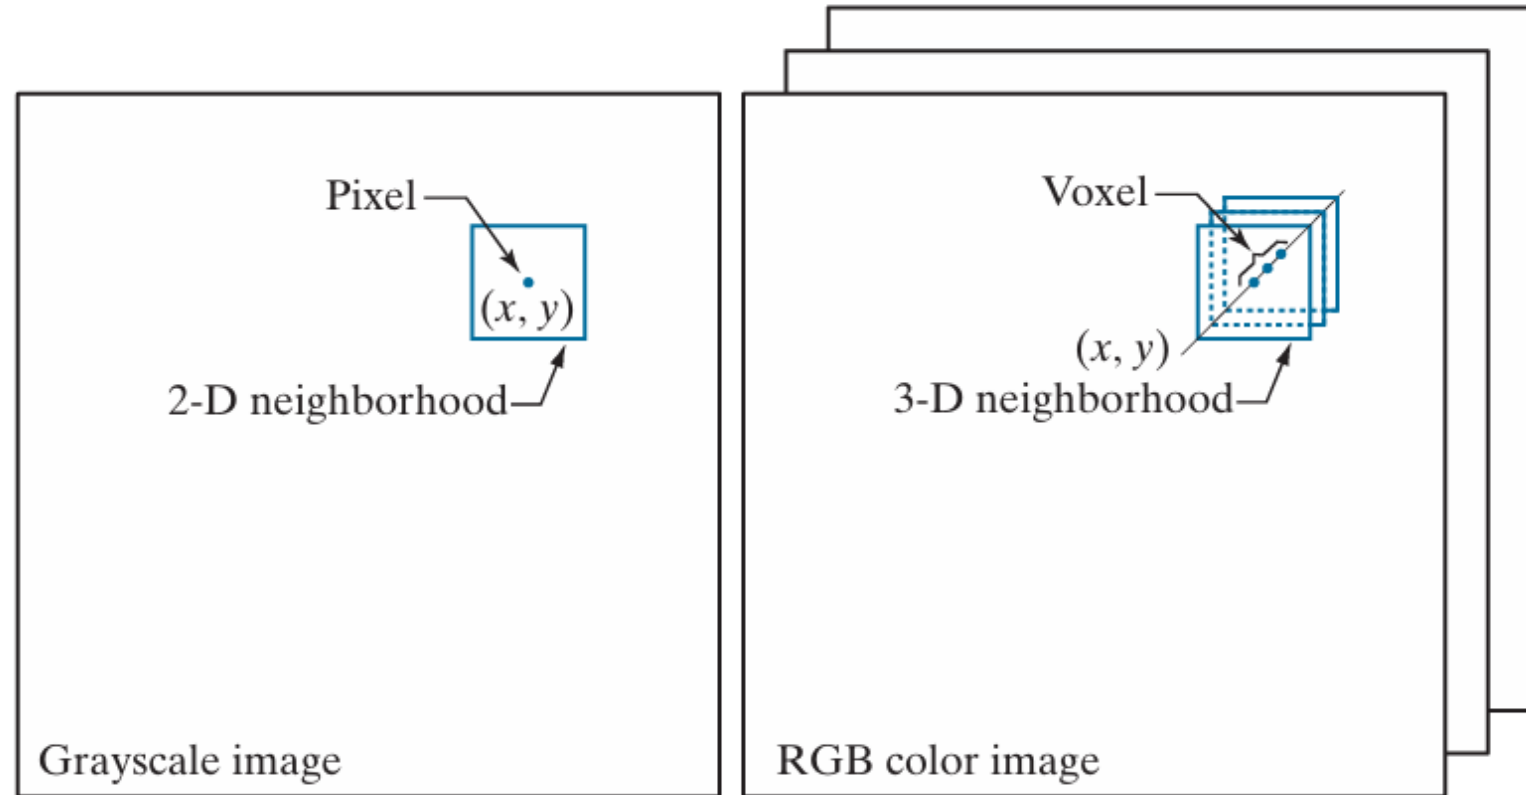 Pixel
(x, y)
2-D neighborhood
Grayscale image
Voxel
(x, y)
3-D neighborhood
RGB color image